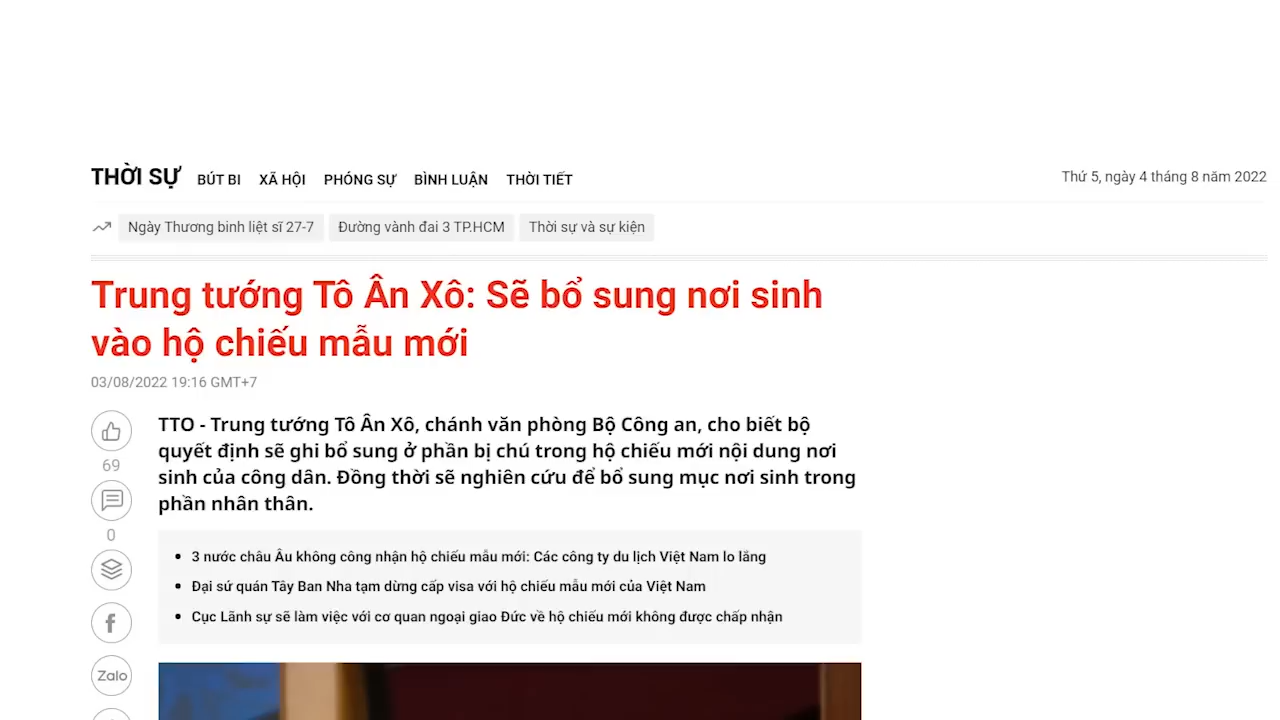 THỜI SỰ BÚT BI XÃ HỘI PHÓNG SỰ BÌNH LUẬN THỜI TIẾT Thứ 5, ngày 4 tháng 8 năm 2022
Ngày Thương binh liệt sĩ 27-7 Đường vành đai 3 TP.HCM Thời sự và sự kiện
Trung tướng Tô Ân Xô: Sẽ bổ sung nơi sinh
vào hộ chiếu mẫu mới
03/08/2022 19:16 GMT+7
TTO - Trung tướng Tô Ân Xô, chánh văn phòng Bộ Công an, cho biết bộ
quyết định sẽ ghi bổ sung ở phần bị chú trong hộ chiếu mới nội dung nơi
sinh của công dân. Đồng thời sẽ nghiên cứu để bổ sung mục nơi sinh trong
phần nhân thân.
69
0
• 3 nước châu Âu không công nhận hộ chiếu mẫu mới: Các công ty du lịch Việt Nam lo lắng
• Đại sứ quán Tây Ban Nha tạm dừng cấp visa với hộ chiếu mẫu mới của Việt Nam
• Cục Lãnh sự sẽ làm việc với cơ quan ngoại giao Đức về hộ chiếu mới không được chấp nhận
Zalo